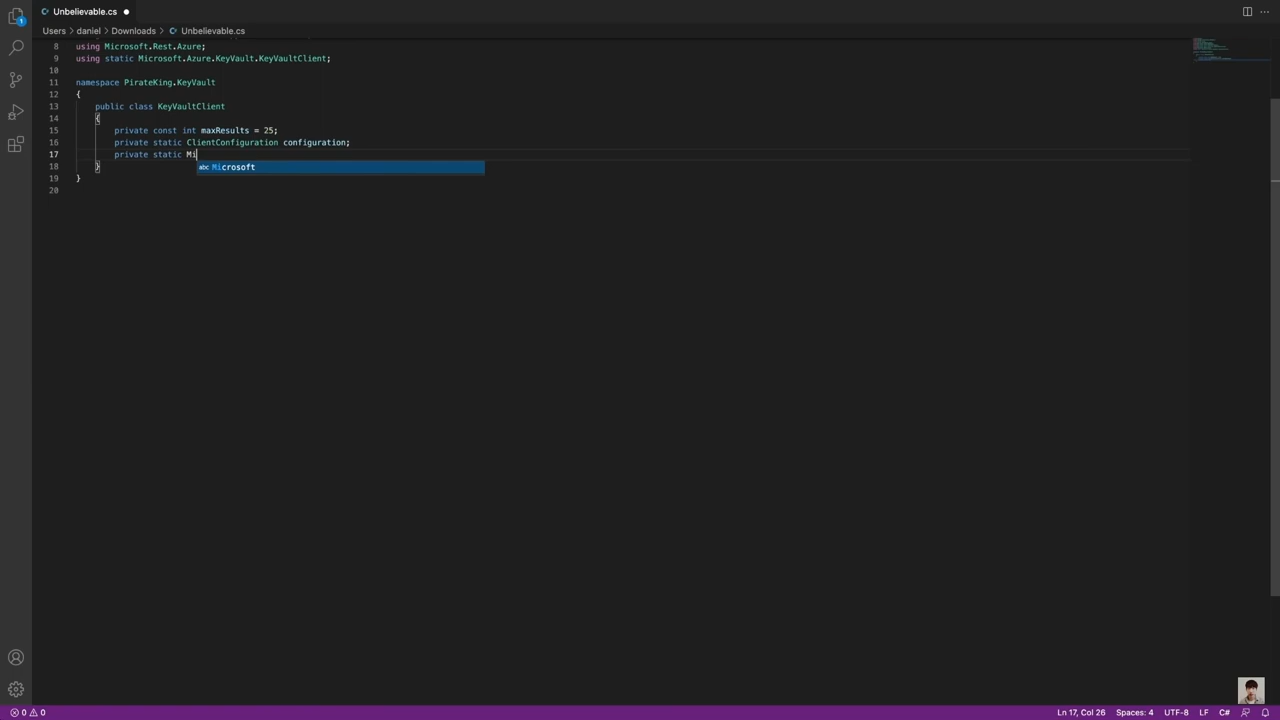 Unbelievable.cs
Users > daniel > Downloads > Unbelievable.cs
8 using Microsoft.Rest.Azure;
9 using static Microsoft.Azure.KeyVault.KeyVaultClient;
10
11 namespace PirateKing.KeyVault
12 {
13 public class KeyVaultClient
14 {
15 private const int maxResults = 25;
16 private static ClientConfiguration configuration;
17 private static Mi
abc Microsoft
18 }
19 }
20
1
0 0 Ln 17, Col 26 Spaces: 4 UTF-8 LF C#